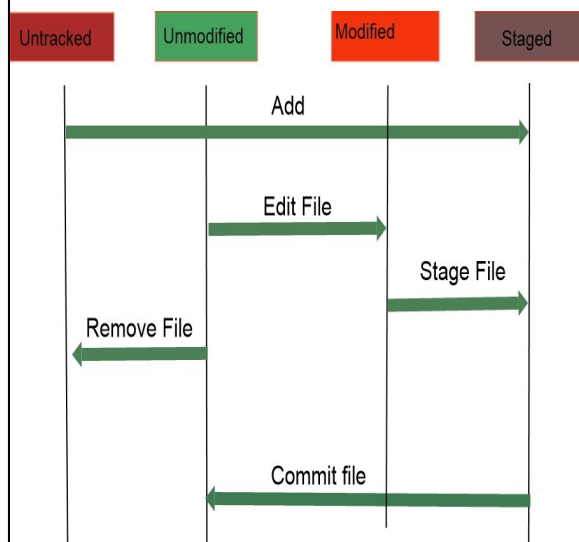 Untracked
Unmodified
Modified
Staged
Add
Edit File
Stage File
Remove File
Commit file